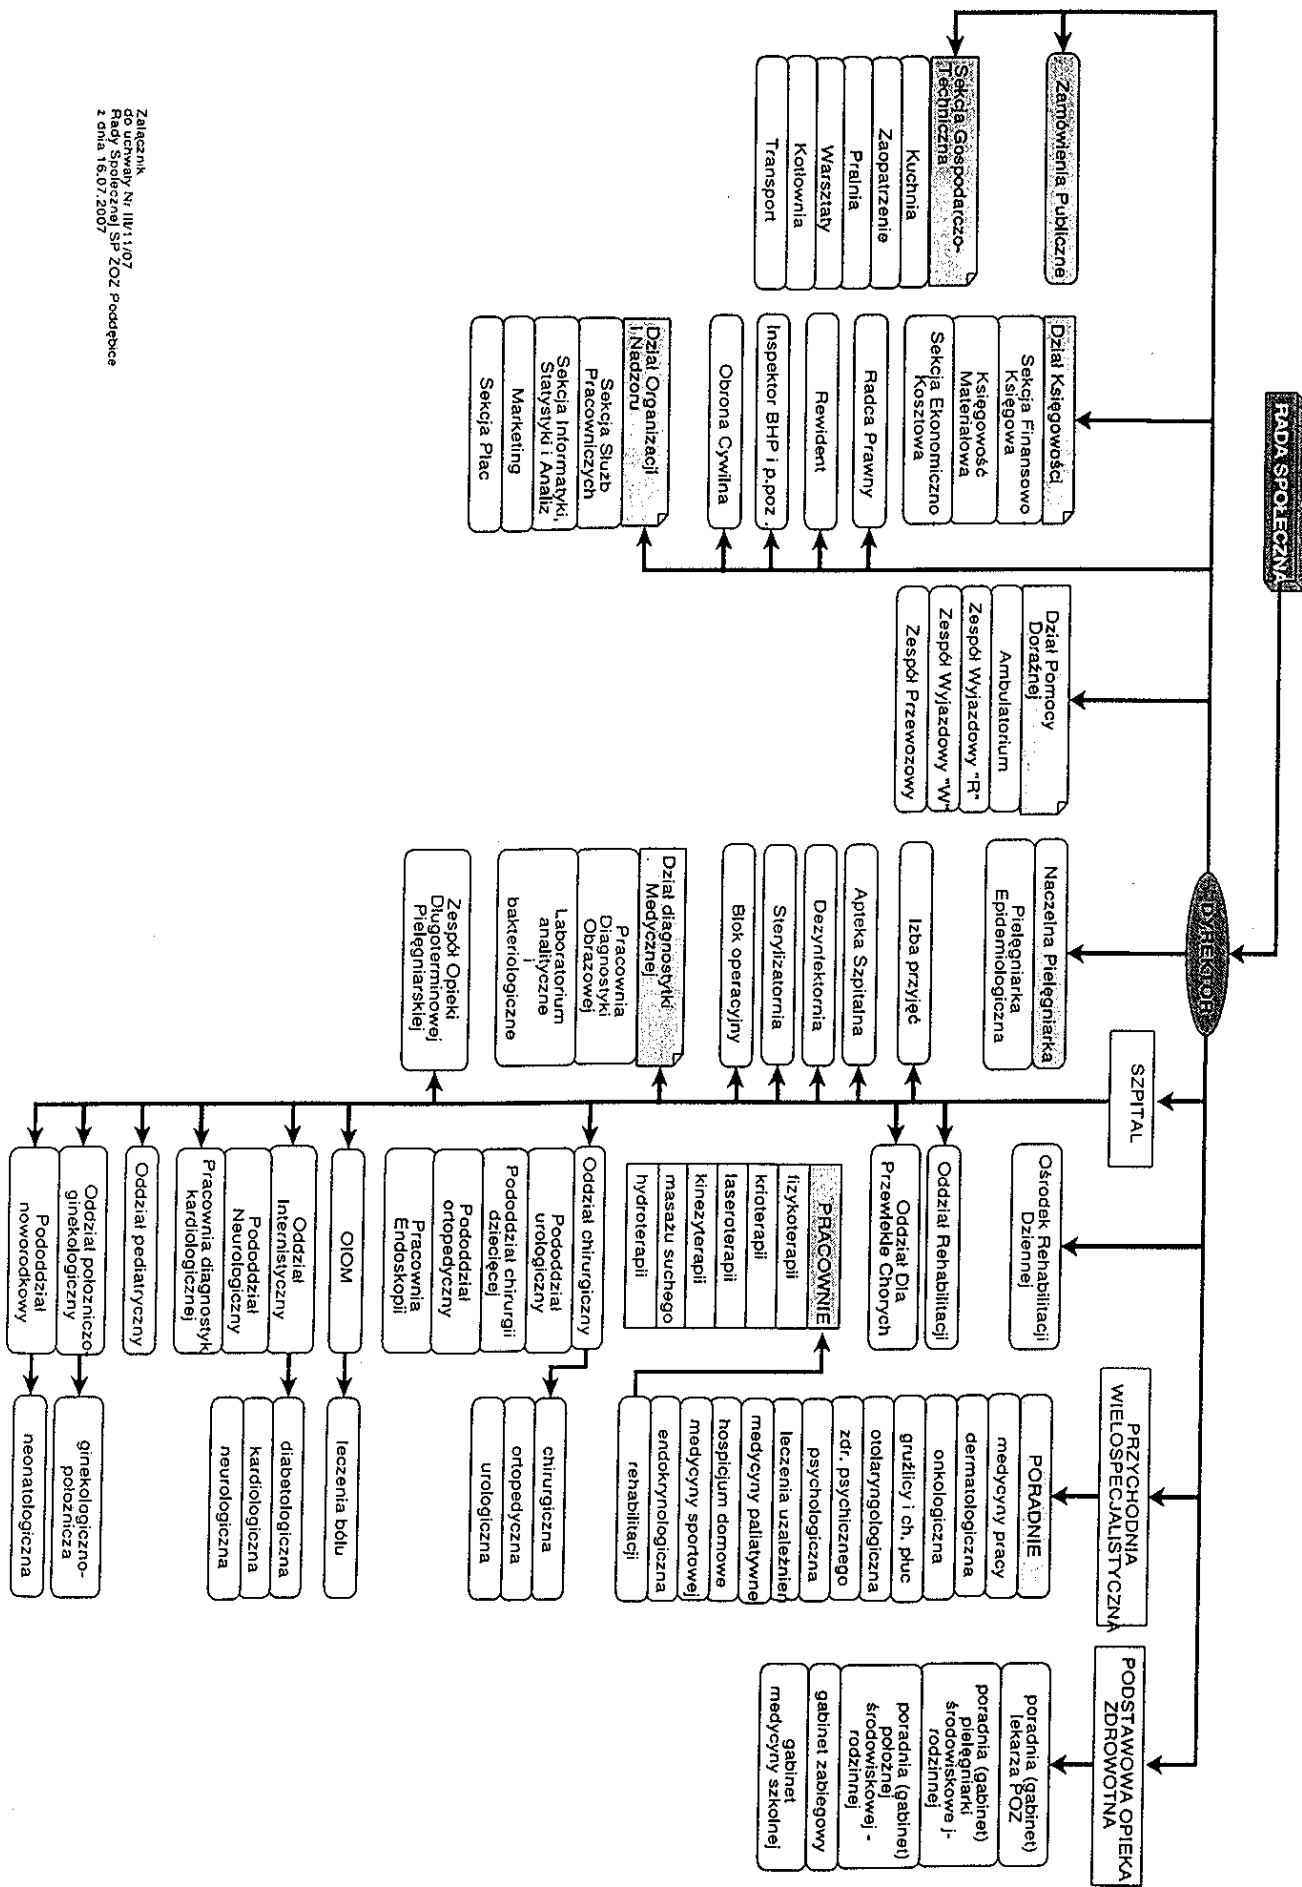 RADA SPOŁECZNA
DYREKTOR
Zamówienia Publiczne
Sekcja Gospodarczo-
Techniczna
Kuchnia
Zaopatrzenie
Pralnia
Warsztaty
Kotłownia
Transport
Dział Księgowości
Sekcja Finansowo
Księgowa
Księgowość
Materiałowa
Sekcja Ekonomiczno
Kosztowa
Radca Prawny
Rewident
Inspektor BHP i p.poż.
Obrona Cywilna
Dział Organizacji
i Nadzoru
Sekcja Służb
Pracowniczych
Sekcja Informatyki,
Statystyki i Analiz
Marketing
Sekcja Płac
Dział Pomocy
Doraźnej
Ambulatorium
Zespół Wyjazdowy "R"
Zespół Wyjazdowy "W"
Zespół Przewozowy
Naczelna Pielęgniarka
Pielęgniarka
Epidemiologiczna
SZPITAL
Izba przyjęć
Apteka Szpitalna
Dezynfektornia
Sterylizatornia
Blok operacyjny
Dział diagnostyki
Medycznej
Pracownia
Diagnostyki
Obrazowej
Laboratorium
analityczne
i
bakteriologiczne
Zespół Opieki
Długoterminowej
Pielęgniarskiej
Ośrodek Rehabilitacji
Dziennej
Oddział Rehabilitacji
Oddział Dla
Przewlekle Chorych
PRACOWNIE
fizykoterapii
krioterapii
laseroterapii
kinezyterapii
masażu suchego
hydroterapii
Oddział chirurgiczny
Pododdział
urologiczny
Pododdział chirurgii
dziecięcej
Pododdział
ortopedyczny
Pracownia
Endoskopii
OIOM
Oddział
Internistyczny
Pododdział
Neurologiczny
Pracownia diagnostyk
kardiologicznej
Oddział pediatryczny
Oddział położniczo
ginekologiczny
Pododdział
noworodkowy
PRZYCHODNIA
WIELOSPECJALISTYCZNA
PORADNIE
medycyny pracy
dermatologiczna
onkologiczna
gruźlicy i ch. płuc
otolaryngologiczna
zdr. psychicznego
psychologiczna
leczenia uzależnień
medycyny paliatywnej
hospicjum domowe
medycyny sportowej
endokrynologiczna
rehabilitacji
chirurgiczna
ortopedyczna
urologiczna
leczenia bólu
diabetologiczna
kardiologiczna
neurologiczna
ginekologiczno-
położnicza
neonatologiczna
PODSTAWOWA OPIEKA
ZDROWOTNA
poradnia (gabinet)
lekarza POZ
poradnia (gabinet)
pielęgniarki
środowiskowe j-
rodzinnej
poradnia (gabinet)
położnej
środowiskowej -
rodzinnej
gabinet zabiegowy
gabinet
medycyny szkolnej
Załącznik
do uchwały Nr III/11/07
Rady Społecznej SP ZOZ Poddębice
z dnia 16.07.2007